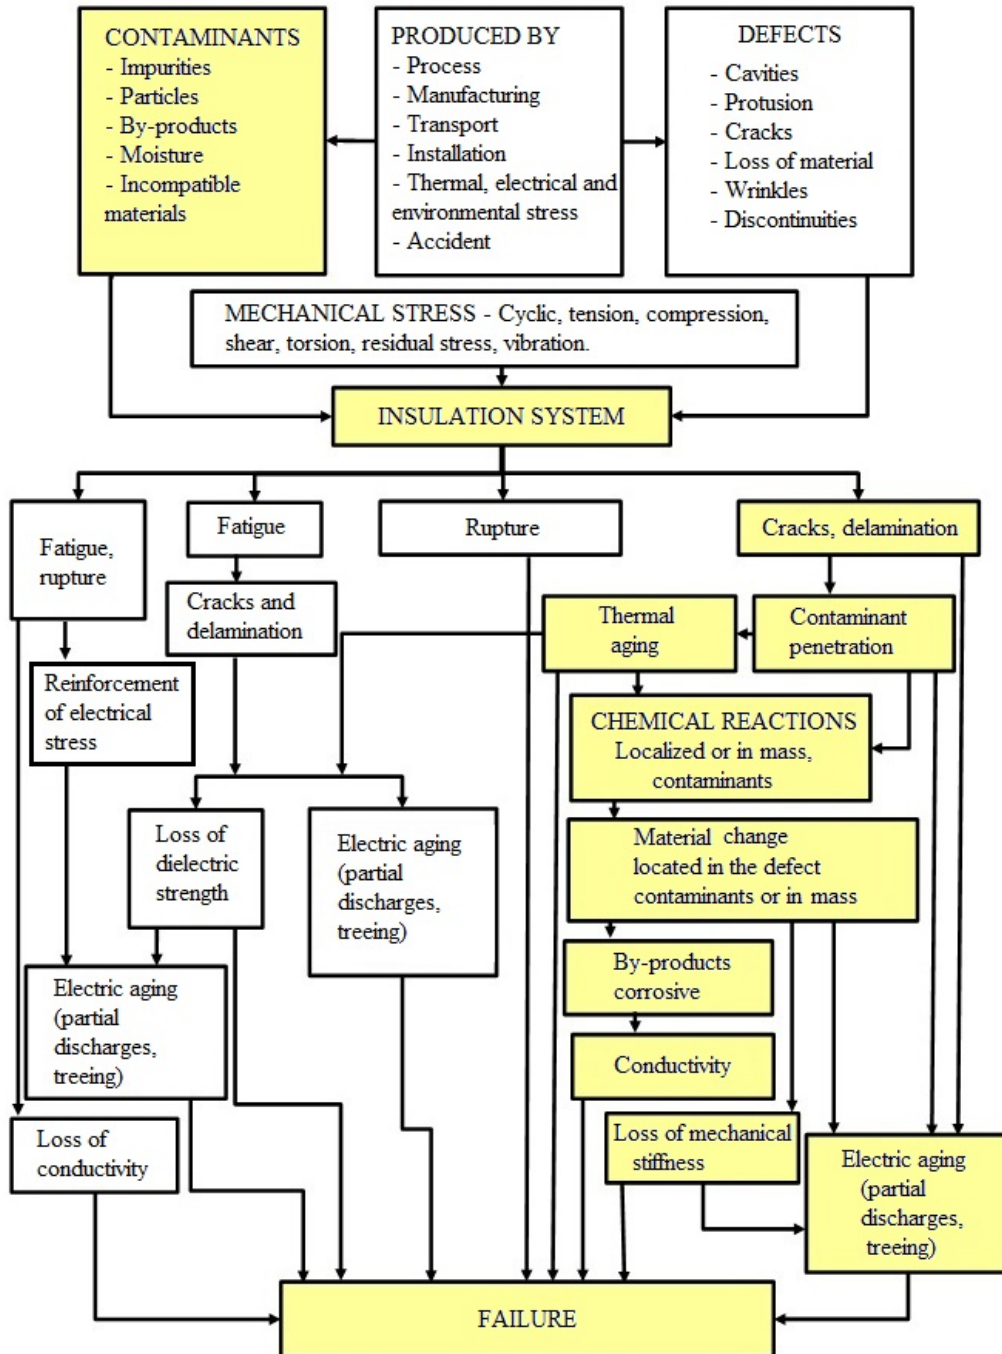 CONTAMINANTS
- Impurities
- Particles
- By-products
- Moisture
- Incompatible
materials
PRODUCED BY
- Process
- Manufacturing
- Transport
- Installation
- Thermal, electrical and
environmental stress
- Accident
DEFECTS
- Cavities
- Protusion
- Cracks
- Loss of material
- Wrinkles
- Discontinuities
MECHANICAL STRESS - Cyclic, tension, compression,
shear, torsion, residual stress, vibration.
INSULATION SYSTEM
Fatigue,
rupture
Fatigue
Rupture
Cracks, delamination
Cracks and
delamination
Thermal
aging
Contaminant
penetration
Reinforcement
of electrical
stress
CHEMICAL REACTIONS
Localized or in mass,
contaminants
Loss of
dielectric
strength
Electric aging
(partial
discharges,
treeing)
Material change
located in the defect
contaminants or in mass
By-products
corrosive
Electric aging
(partial
discharges,
treeing)
Conductivity
Loss of
conductivity
Loss of mechanical
stiffness
Electric aging
(partial
discharges,
treeing)
FAILURE